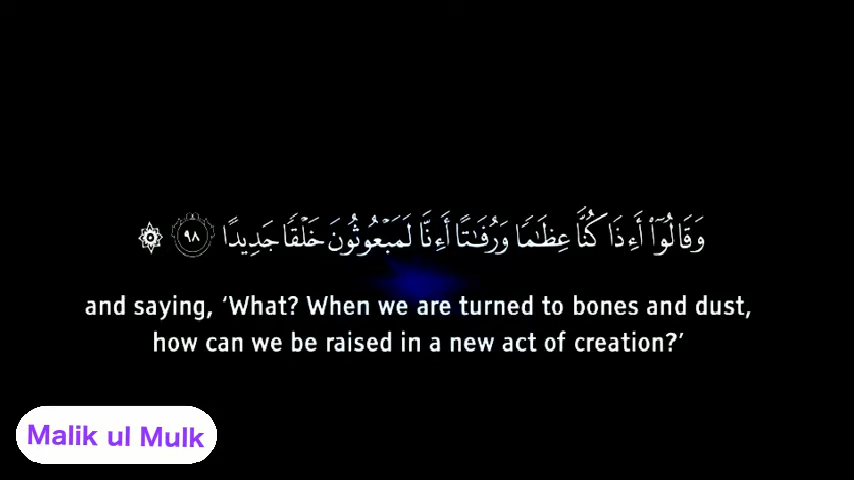 وَقَالُوٓا۟ أَءِذَا كُنَّا عِظَـٰمًا وَرُفَـٰتًا أَءِنَّا لَمَبْعُوثُونَ خَلْقًا جَدِيدًا ٩٨ ۞
and saying, ‘What? When we are turned to bones and dust,
how can we be raised in a new act of creation?’
Malik ul Mulk